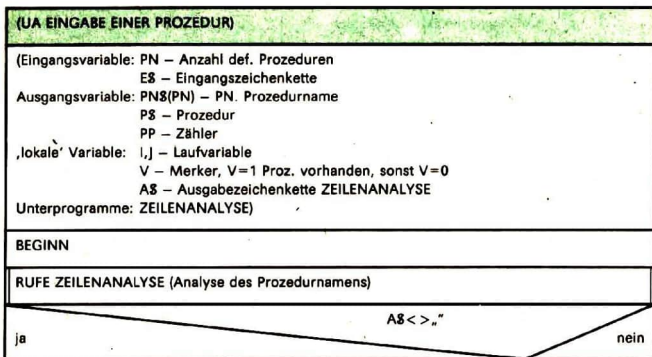 (UA EINGABE EINER PROZEDUR)
(Eingangsvariable: PN – Anzahl def. Prozeduren
E$ – Eingangszeichenkette
Ausgangsvariable: PN$(PN) – PN. Prozedurname
P$ – Prozedur
PP – Zähler
‚lokale' Variable: I,J – Laufvariable
V – Merker, V=1 Proz. vorhanden, sonst V=0
A$ – Ausgabezeichenkette ZEILENANALYSE
Unterprogramme: ZEILENANALYSE)
BEGINN
RUFE ZEILENANALYSE (Analyse des Prozedurnamens)
A$<>„"
ja nein